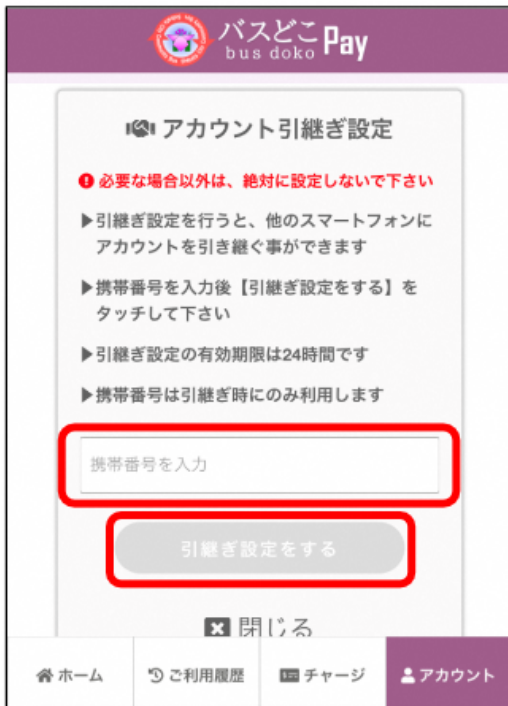 バスどこ Pay
bus doko
アカウント引継ぎ設定
必要な場合以外は、絶対に設定しないで下さい
▶引継ぎ設定を行うと、他のスマートフォンに
アカウントを引き継ぐ事ができます
▶携帯番号を入力後【引継ぎ設定をする】を
タッチして下さい
▶引継ぎ設定の有効期限は24時間です
▶携帯番号は引継ぎ時にのみ利用します
携帯番号を入力
引継ぎ設定をする
閉じる
ホーム ご利用履歴 チャージ アカウント